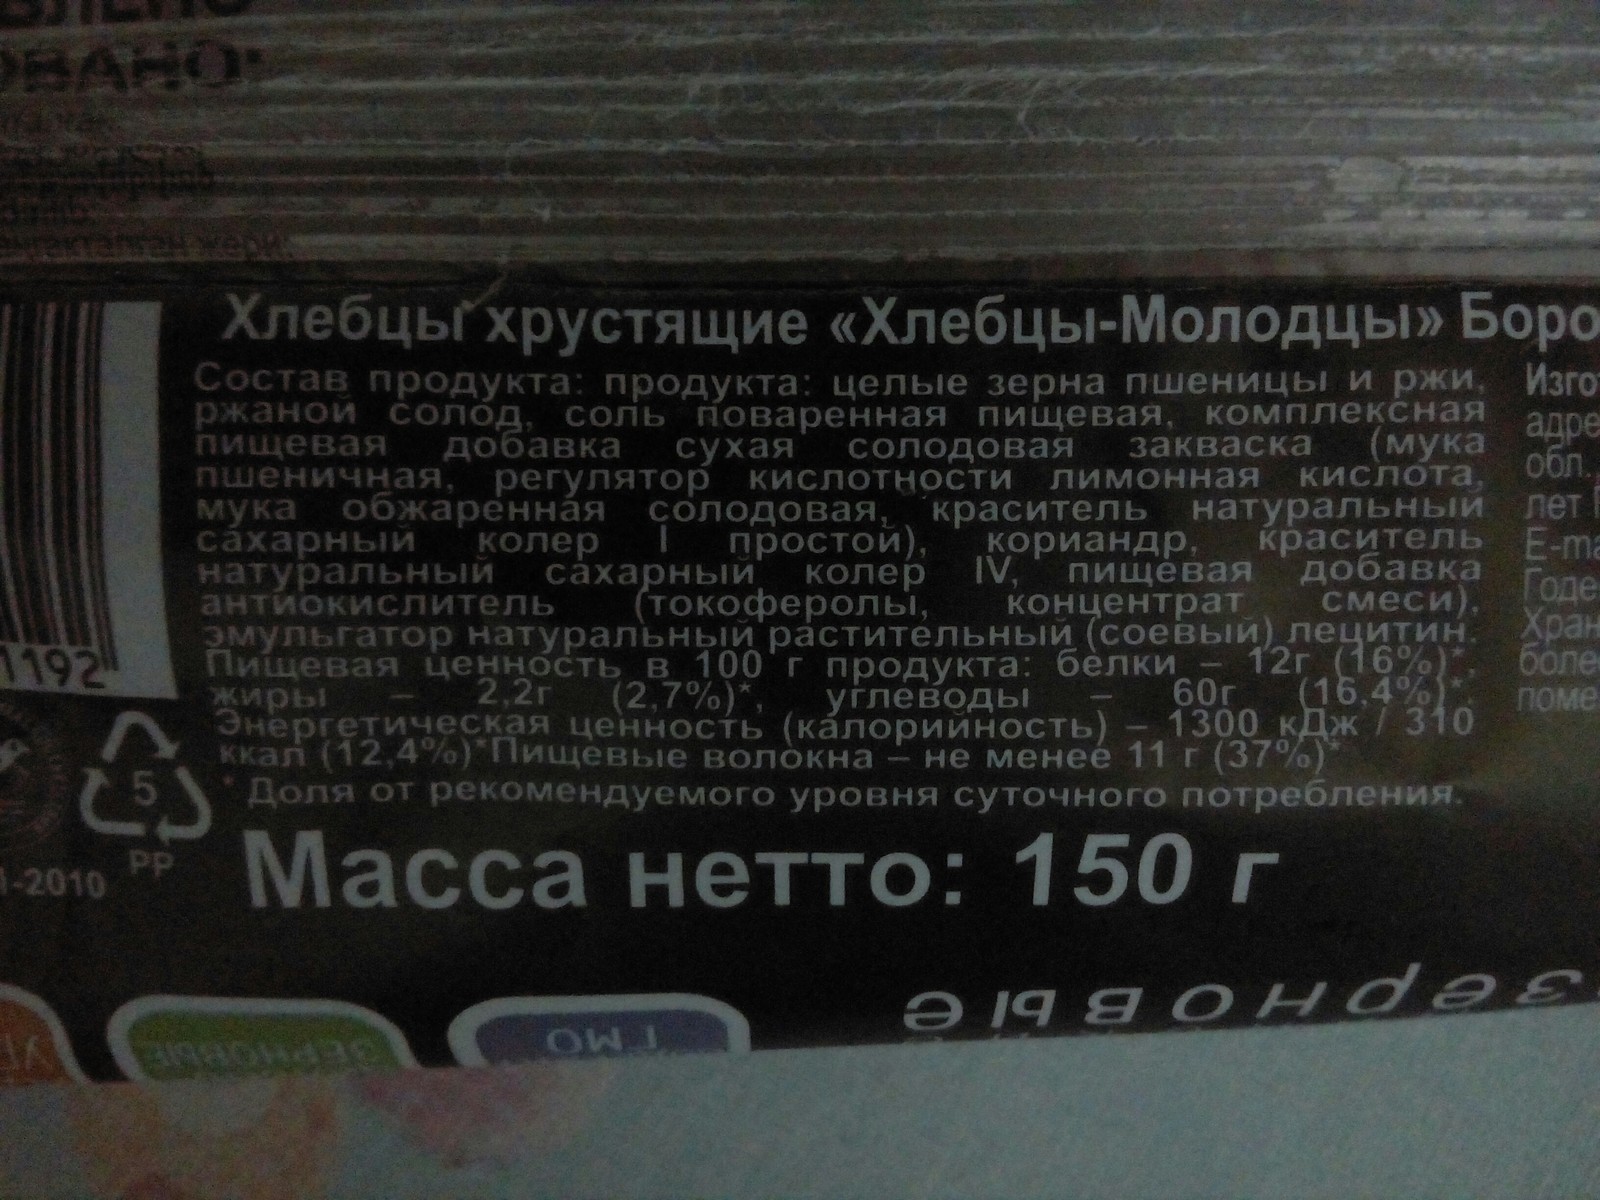 ОВАНО:
Хлебцы хрустящие «Хлебцы-Молодцы» Боро
Состав продукта: продукта: целые зерна пшеницы и ржи,
ржаной солод, соль поваренная пищевая, комплексная
пищевая добавка сухая солодовая закваска (мука
пшеничная, регулятор кислотности лимонная кислота,
мука обжаренная солодовая, краситель натуральный
сахарный колер I простой), кориандр, краситель
натуральный сахарный колер IV, пищевая добавка
антиокислитель (токоферолы, концентрат смеси),
эмульгатор натуральный растительный (соевый) лецитин.
Пищевая ценность в 100 г продукта: белки – 12г (16%)*,
жиры – 2,2г (2,7%)*, углеводы – 60г (16,4%)*.
Энергетическая ценность (калорийность) – 1300 кДж / 310
ккал (12,4%)*Пищевые волокна – не менее 11 г (37%)*
* Доля от рекомендуемого уровня суточного потребления.
Масса нетто: 150 г
Изго
адре
обл.
лет
E-ma
Годе
Хран
боле
поме
1192
5
PP
1-2010
зерновые
ГМО
ЗЕРНОВЫЕ